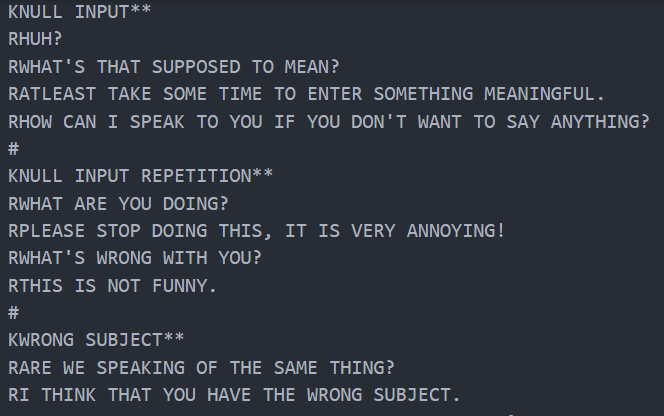 KNULL INPUT**
RHUH?
RWHAT'S THAT SUPPOSED TO MEAN?
RATLEAST TAKE SOME TIME TO ENTER SOMETHING MEANINGFUL.
RHOW CAN I SPEAK TO YOU IF YOU DON'T WANT TO SAY ANYTHING?
#
KNULL INPUT REPETITION**
RWHAT ARE YOU DOING?
RPLEASE STOP DOING THIS, IT IS VERY ANNOYING!
RWHAT'S WRONG WITH YOU?
RTHIS IS NOT FUNNY.
#
KWRONG SUBJECT**
RARE WE SPEAKING OF THE SAME THING?
RI THINK THAT YOU HAVE THE WRONG SUBJECT.